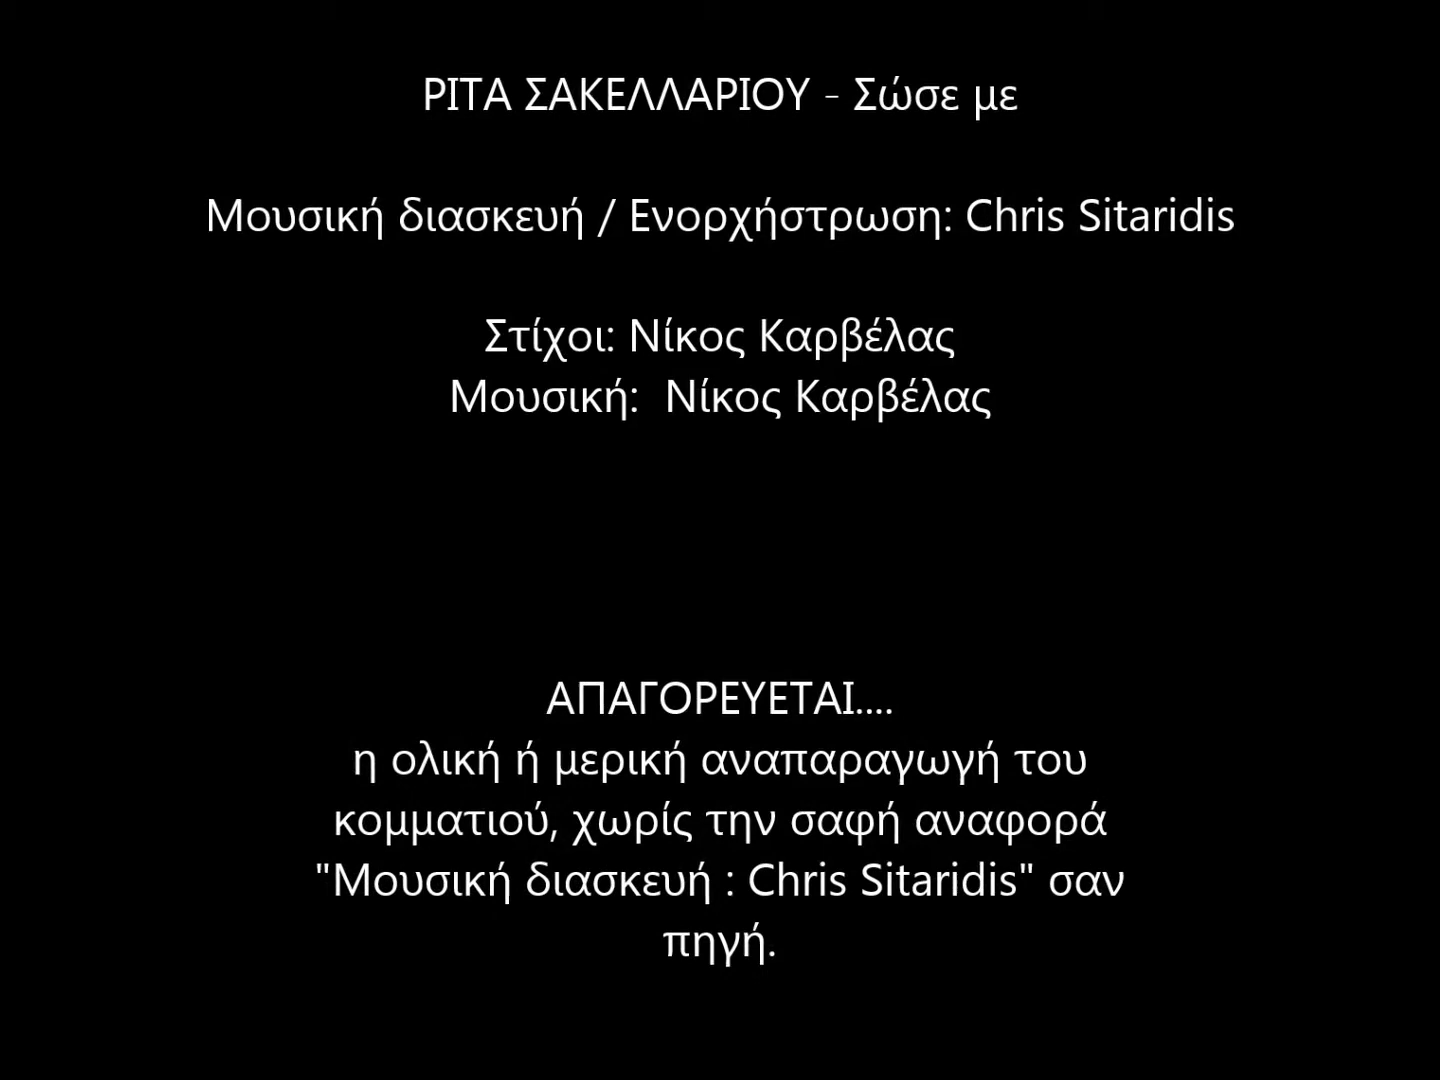 ΡΙΤΑ ΣΑΚΕΛΛΑΡΙΟΥ - Σώσε με
Μουσική διασκευή / Ενορχήστρωση: Chris Sitaridis
Στίχοι: Νίκος Καρβέλας
Μουσική:  Νίκος Καρβέλας
ΑΠΑΓΟΡΕΥΕΤΑΙ....
η ολική ή μερική αναπαραγωγή του
κομματιού, χωρίς την σαφή αναφορά
"Μουσική διασκευή : Chris Sitaridis" σαν
πηγή.